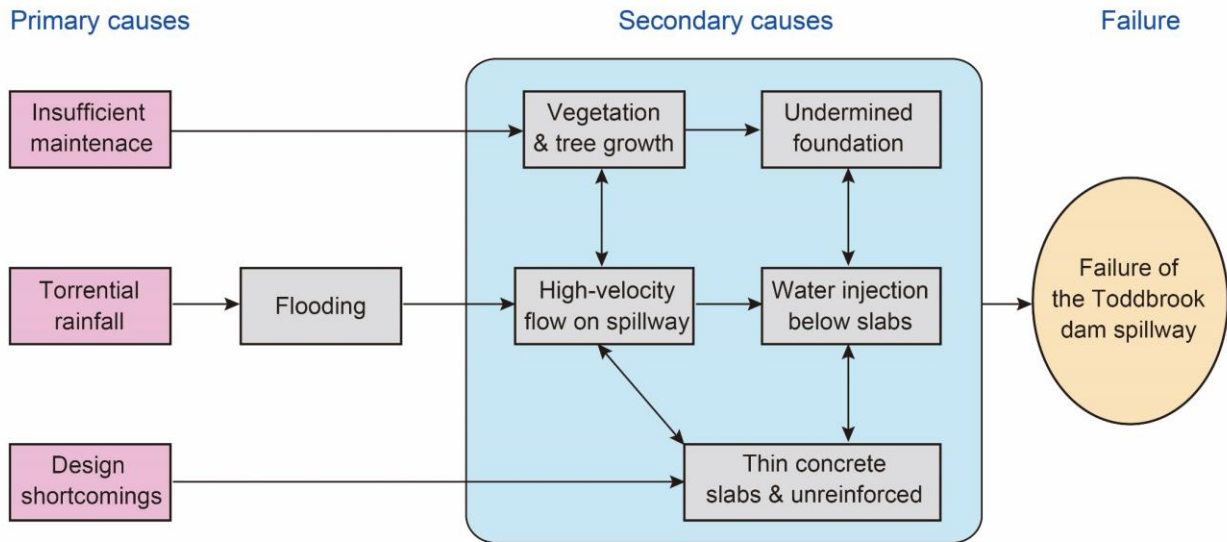 Primary causes
Secondary causes
Failure
Insufficient
maintenace
Vegetation
& tree growth
Undermined
foundation
Torrential
rainfall
Flooding
High-velocity
flow on spillway
Water injection
below slabs
Failure of
the Toddbrook
dam spillway
Design
shortcomings
Thin concrete
slabs & unreinforced